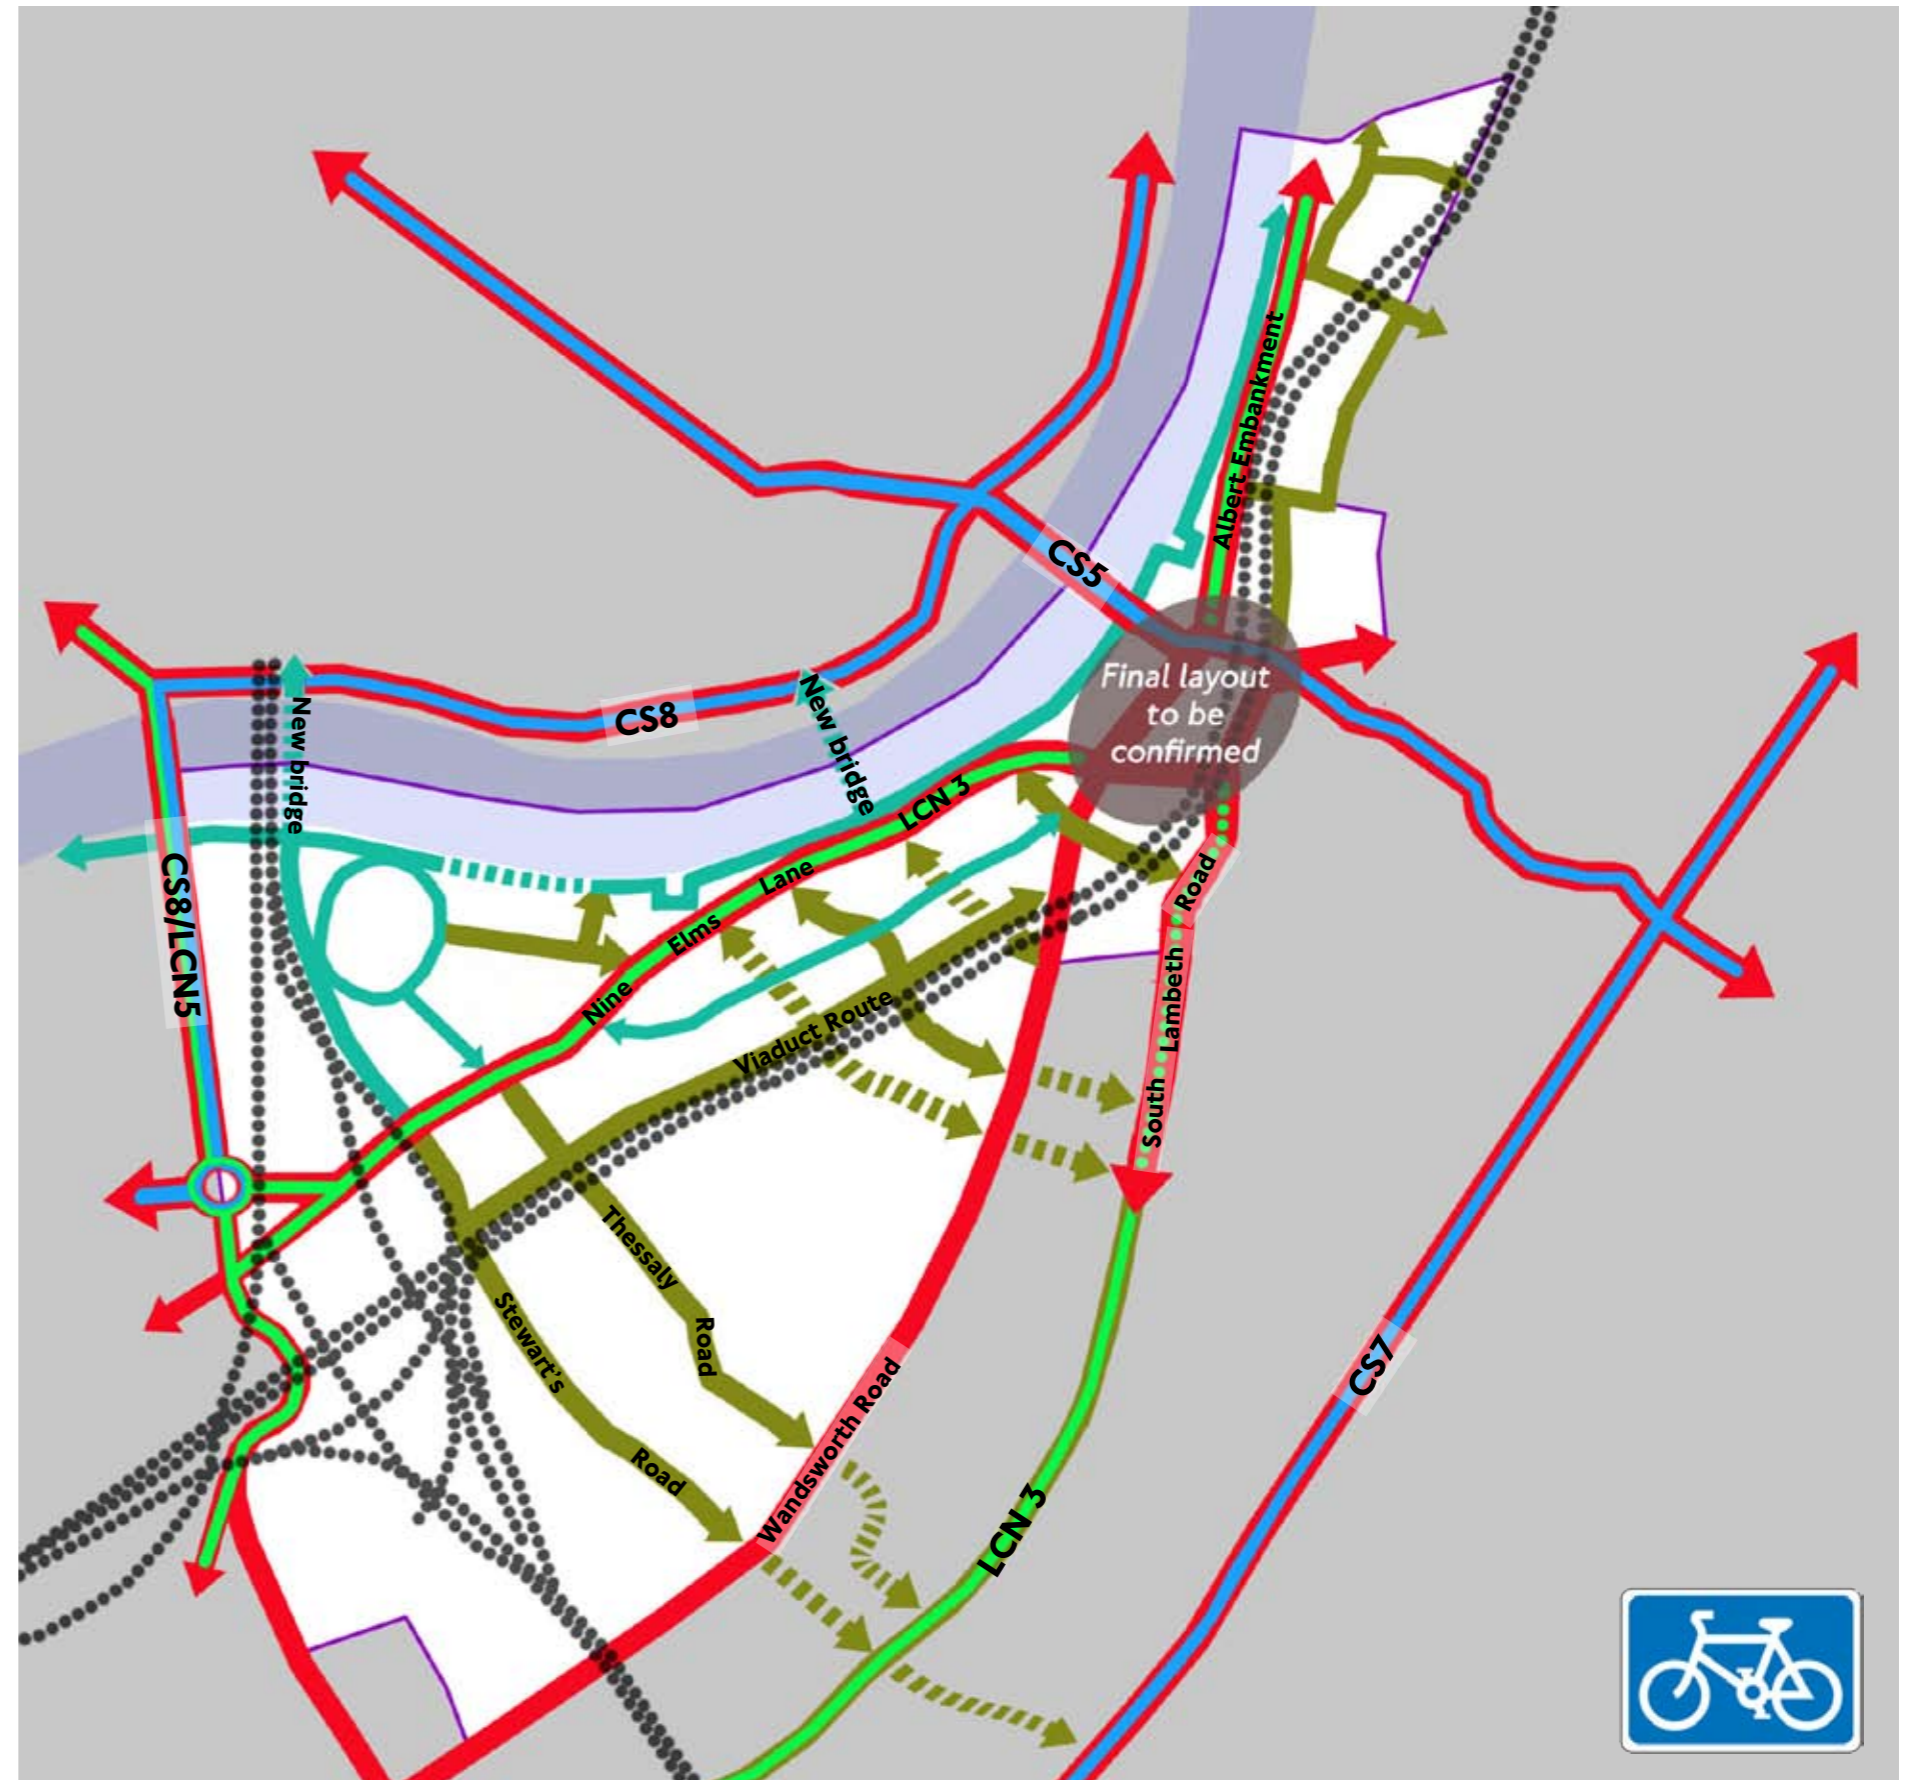 CS5
Albert Embankment
Final layout
to be
confirmed
New bridge
CS8
New bridge
LCN 3
CS8/LCN5
Nine
Elms
Lane
Road
Lambeth
South
Viaduct Route
Thessaly
Road
Stewart's
Road
Wandsworth Road
CS7
LCN 3